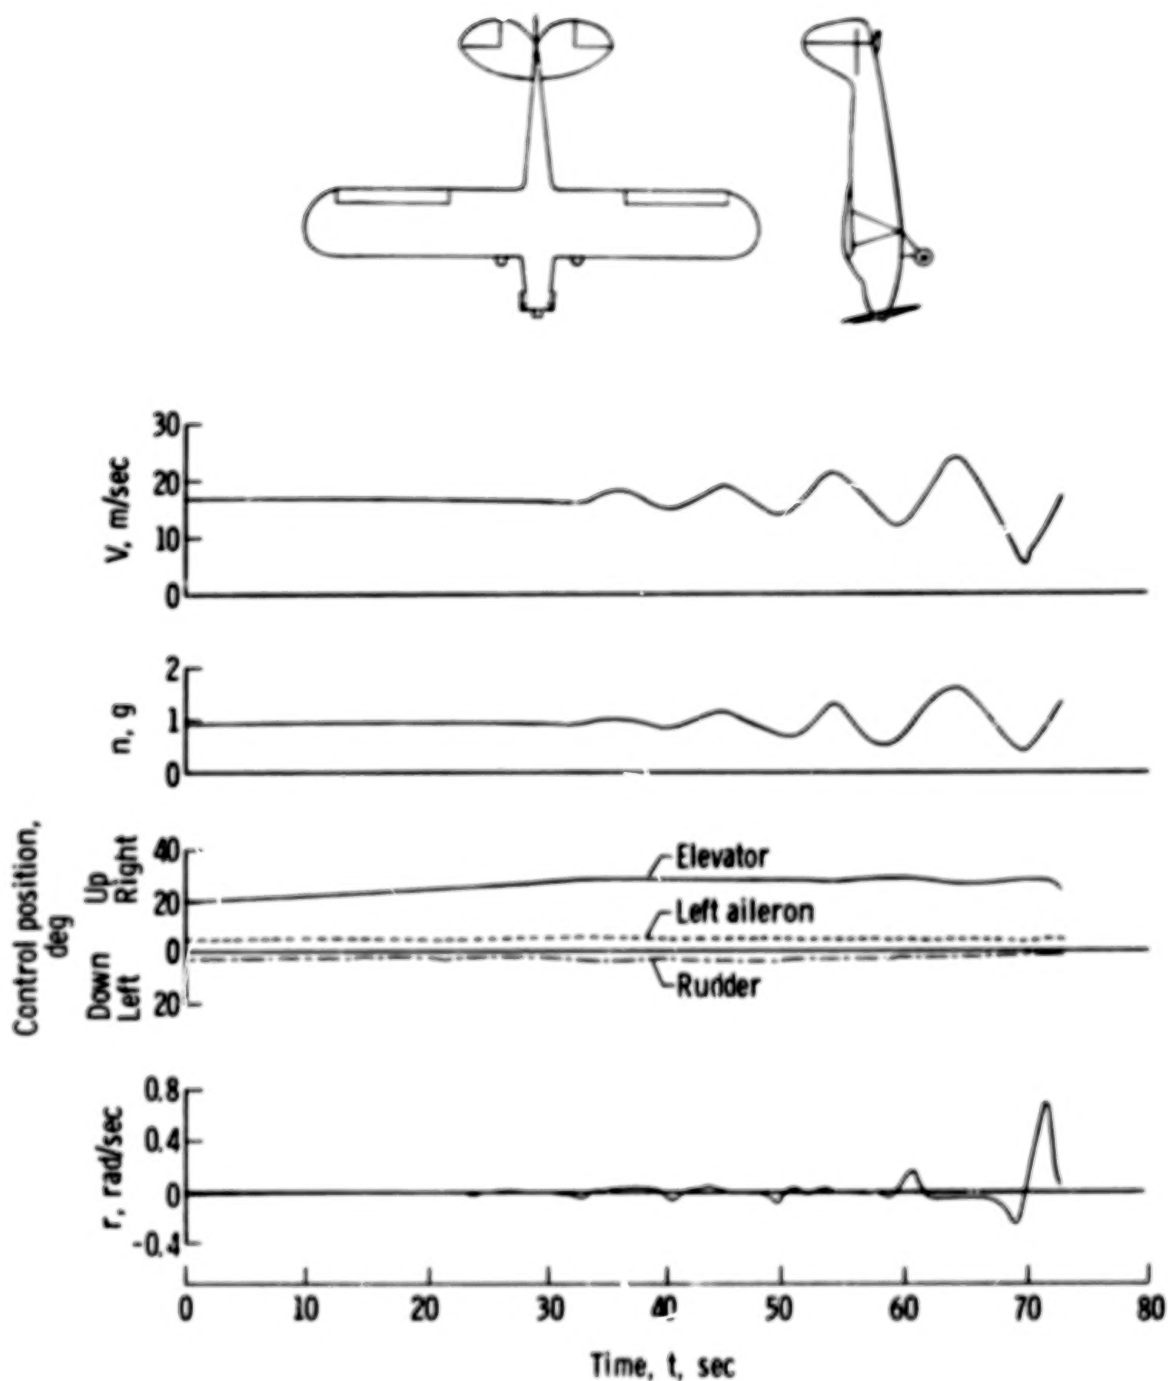 30
20
10
0
V, m/sec
2
1
0
n, g
Control position,
deg
Up
Right
Down
Left
40
20
0
20
Elevator
Left aileron
Rudder
0.8
0.4
0
-0.4
r, rad/sec
0 10 20 30 40 50 60 70 80
Time, t, sec